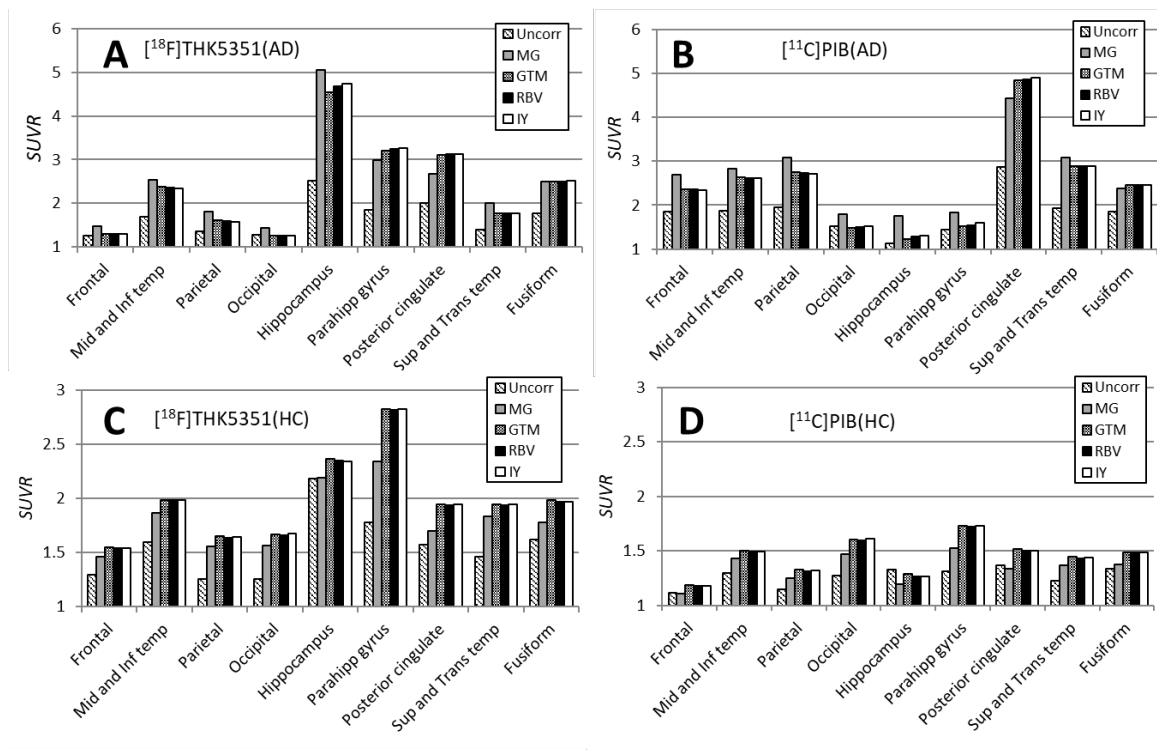 A
[¹⁸F]THK5351(AD)
Uncorr
MG
GTM
RBV
IY
6
5
4
3
2
1
SUVR
Frontal
Mid and Inf temp
Parietal
Occipital
Hippocampus
Parahipp gyrus
Posterior cingulate
Sup and Trans temp
Fusiform
B
[¹¹C]PIB(AD)
Uncorr
MG
GTM
RBV
IY
6
5
4
3
2
1
SUVR
Frontal
Mid and Inf temp
Parietal
Occipital
Hippocampus
Parahipp gyrus
Posterior cingulate
Sup and Trans temp
Fusiform
C
[¹⁸F]THK5351(HC)
Uncorr
MG
GTM
RBV
IY
3
2.5
2
1.5
1
SUVR
Frontal
Mid and Inf temp
Parietal
Occipital
Hippocampus
Parahipp gyrus
Posterior cingulate
Sup and Trans temp
Fusiform
D
[¹¹C]PIB(HC)
Uncorr
MG
GTM
RBV
IY
3
2.5
2
1.5
1
SUVR
Frontal
Mid and Inf temp
Parietal
Occipital
Hippocampus
Parahipp gyrus
Posterior cingulate
Sup and Trans temp
Fusiform